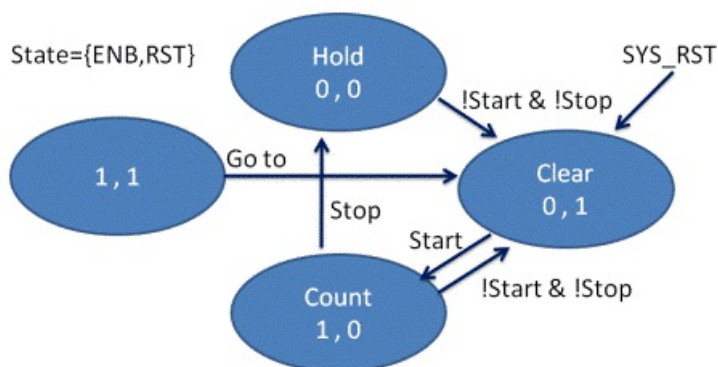 State={ENB,RST}
Hold
0 , 0
SYS_RST
!Start & !Stop
1 , 1
Go to
Clear
0 , 1
Stop
Start
Count
1 , 0
!Start & !Stop